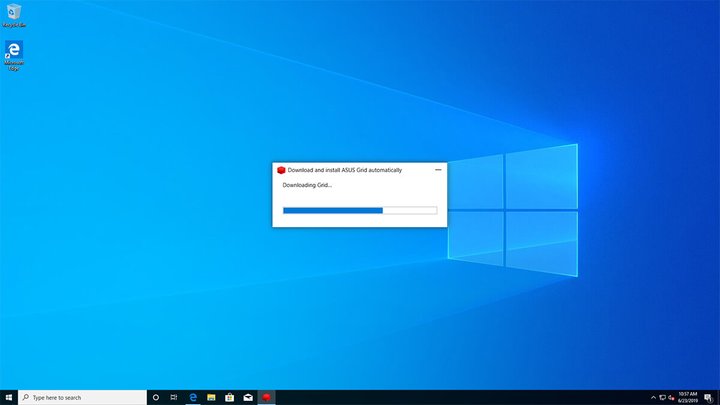 Recycle Bin
Microsoft
Edge
Download and install ASUS Grid automatically
Downloading Grid...
Type here to search
10:57 AM
6/23/2019